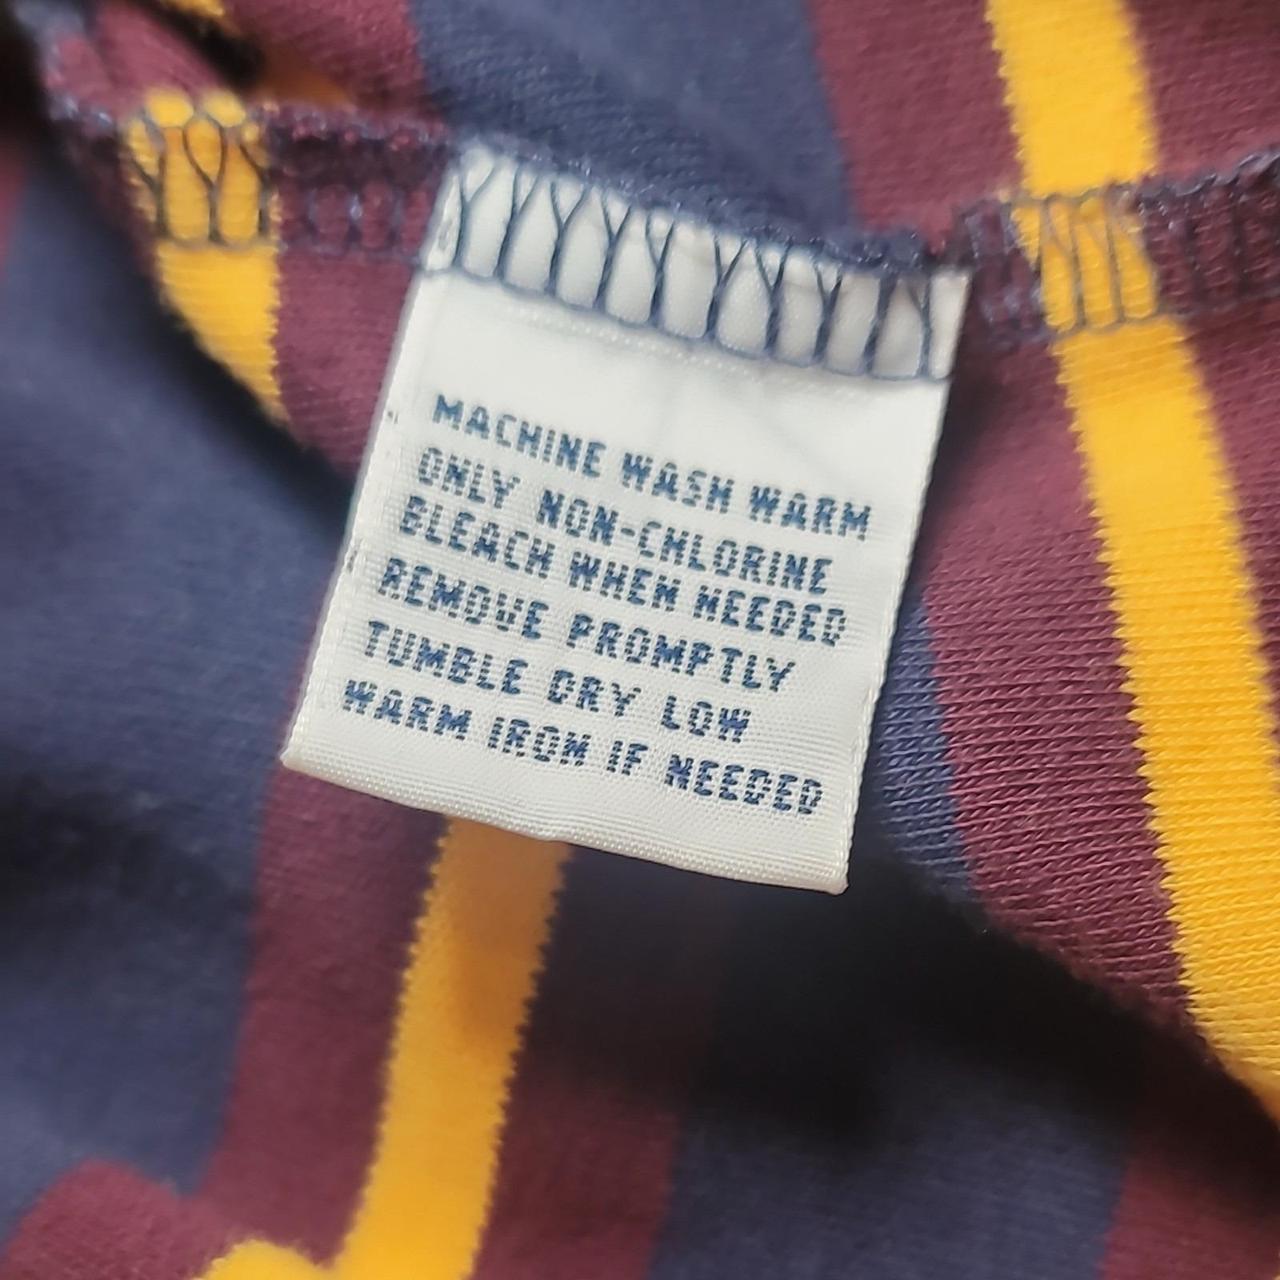 MACHINE WASH WARM
ONLY NON-CHLORINE
BLEACH WHEN NEEDED
REMOVE PROMPTLY
TUMBLE DRY LOW
WARM IRON IF NEEDED